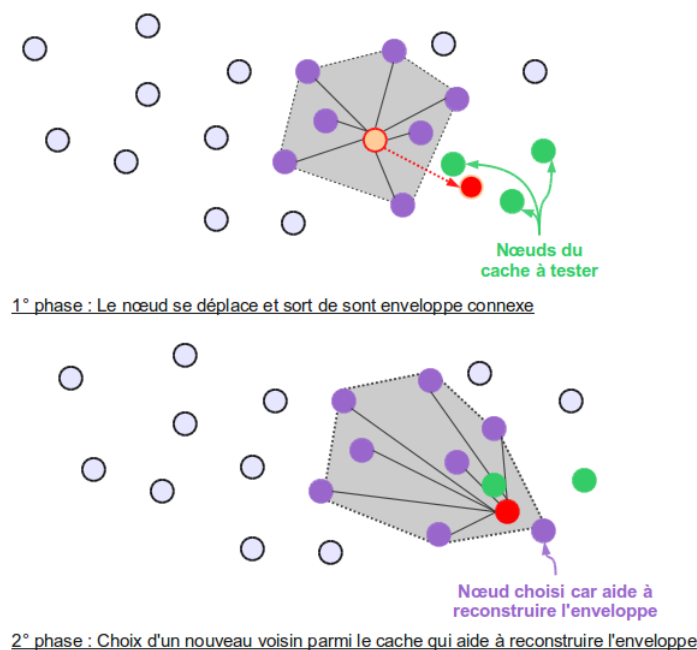 Nœuds du
cache à tester
1° phase : Le nœud se déplace et sort de sont enveloppe connexe
Nœud choisi car aide à
reconstruire l'enveloppe
2° phase : Choix d'un nouveau voisin parmi le cache qui aide à reconstruire l'enveloppe